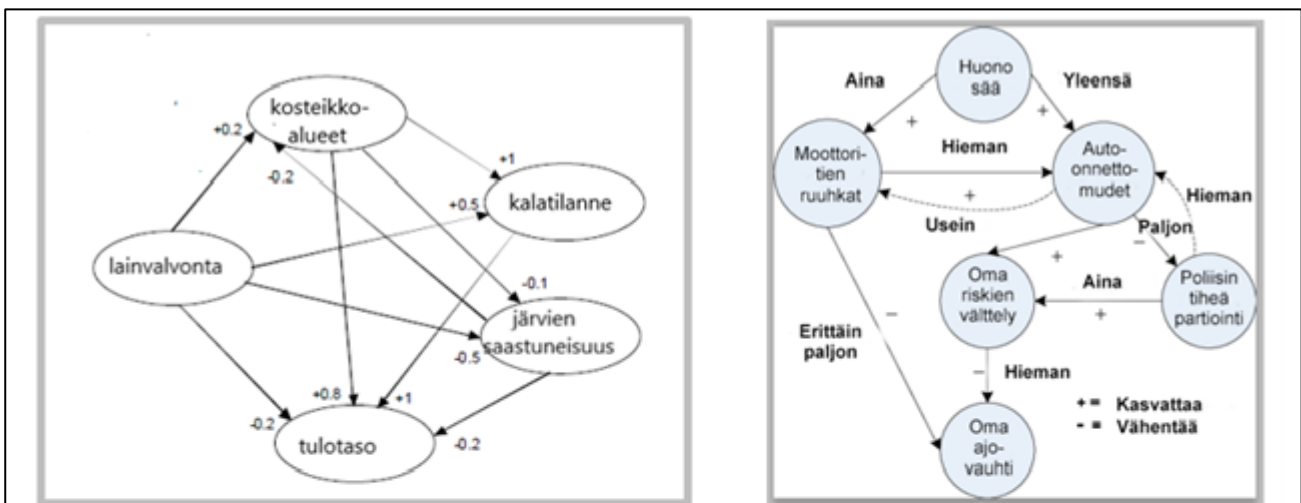 kosteikko-
alueet
+0.2
-0.2
+1
kalatilanne
+0.5
lainvalvonta
-0.1
järvien
saastuneisuus
-0.5
+0.8
+1
-0.2
tulotaso
-0.2
Huono
sää
Aina
Yleensä
+
+
Moottori-
tien
ruuhkat
Hieman
+
Usein
Auto-
onnetto-
mudet
Hieman
Paljon
-
+
Oma
riskien
välttely
Aina
+
Poliisin
tiheä
partiointi
Erittäin
paljon
-
-
Hieman
Oma
ajo-
vauhti
+ = Kasvattaa
- = Vähentää